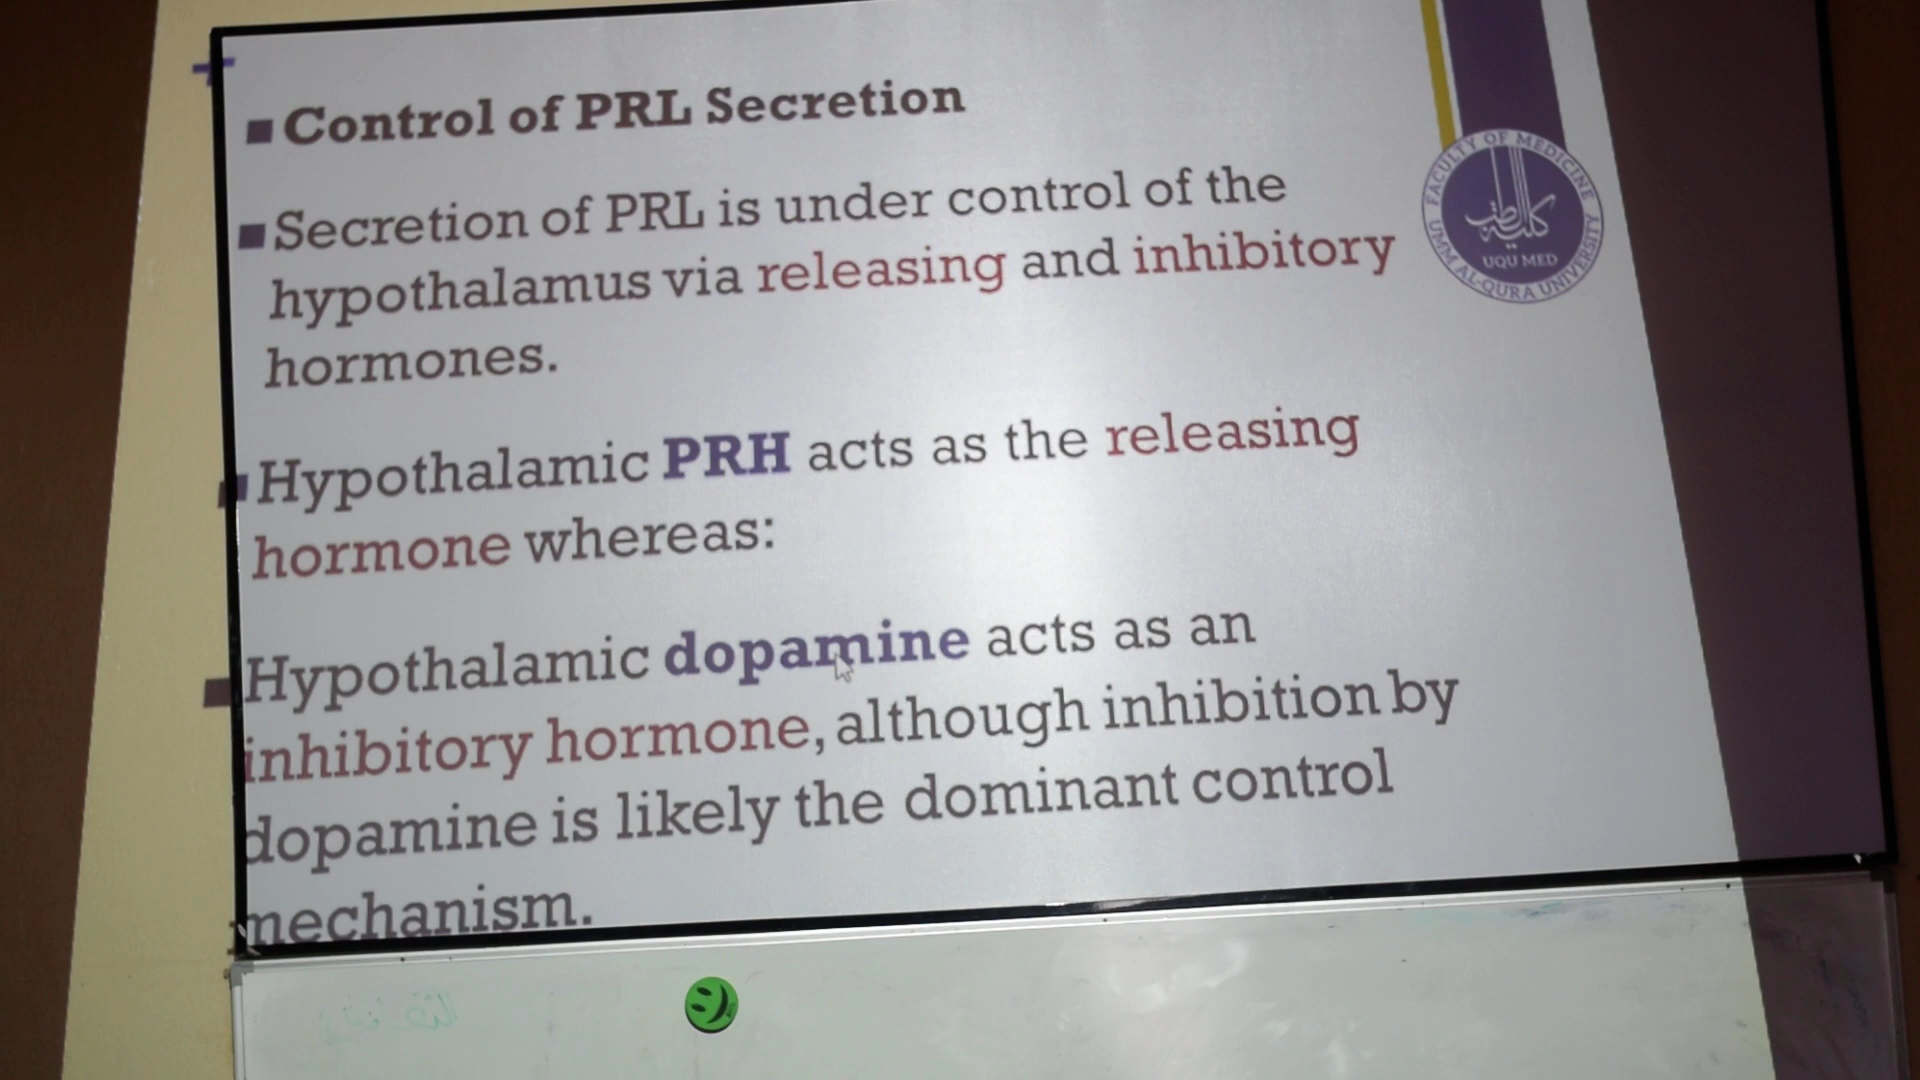 Control of PRL Secretion
Secretion of PRL is under control of the
hypothalamus via releasing and inhibitory
hormones.
Hypothalamic PRH acts as the releasing
hormone whereas:
Hypothalamic dopamine acts as an
inhibitory hormone, although inhibition by
dopamine is likely the dominant control
mechanism.
FACULTY OF MEDICINE
كلية الطب
UQU MED
UMM AL-QURA UNIVERSITY